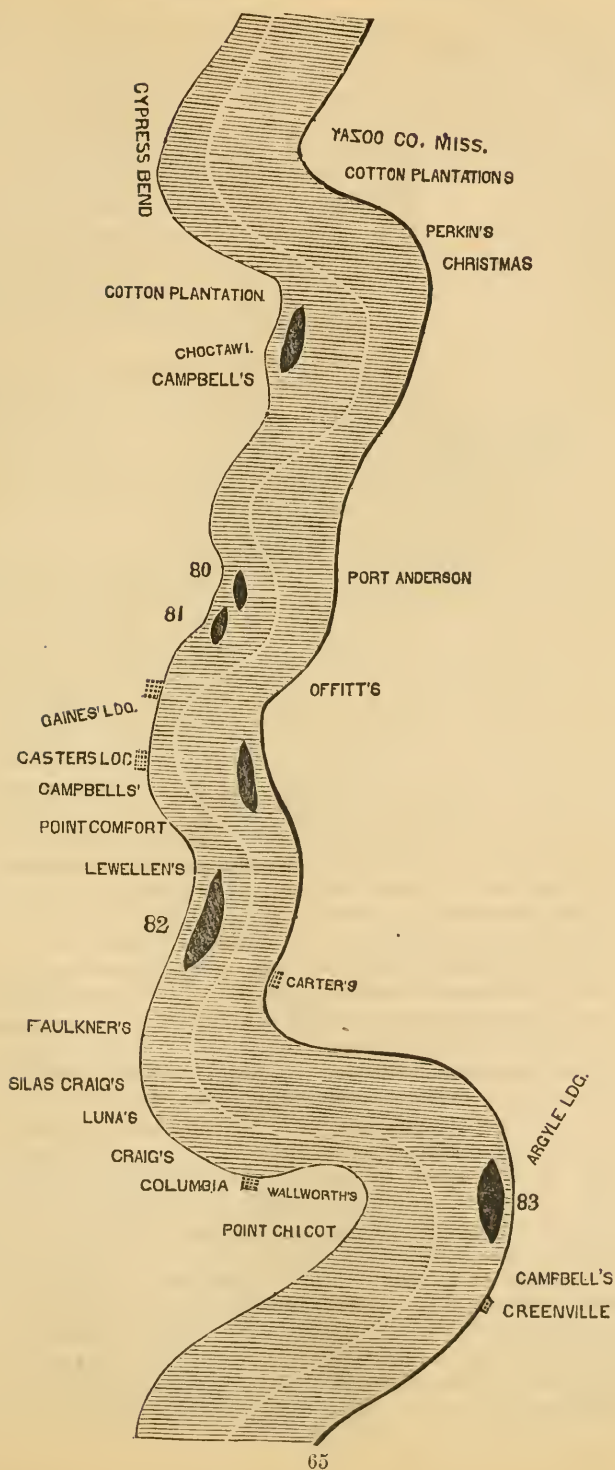 CYPRESS BEND
YAZOO CO. MISS.
COTTON PLANTATIONS
PERKIN'S
CHRISTMAS
COTTON PLANTATION.
CHOCTAW I.
CAMPBELL'S
80
PORT ANDERSON
81
OFFITT'S
GAINES' LDG.
CASTERS LDG
CAMPBELLS'
POINT COMFORT
LEWELLEN'S
82
CARTER'S
FAULKNER'S
SILAS CRAIG'S
LUNA'S
ARGYLE LDG.
CRAIG'S
COLUMBIA
WALLWORTH'S
83
POINT CHICOT
CAMPBELL'S
GREENVILLE
65